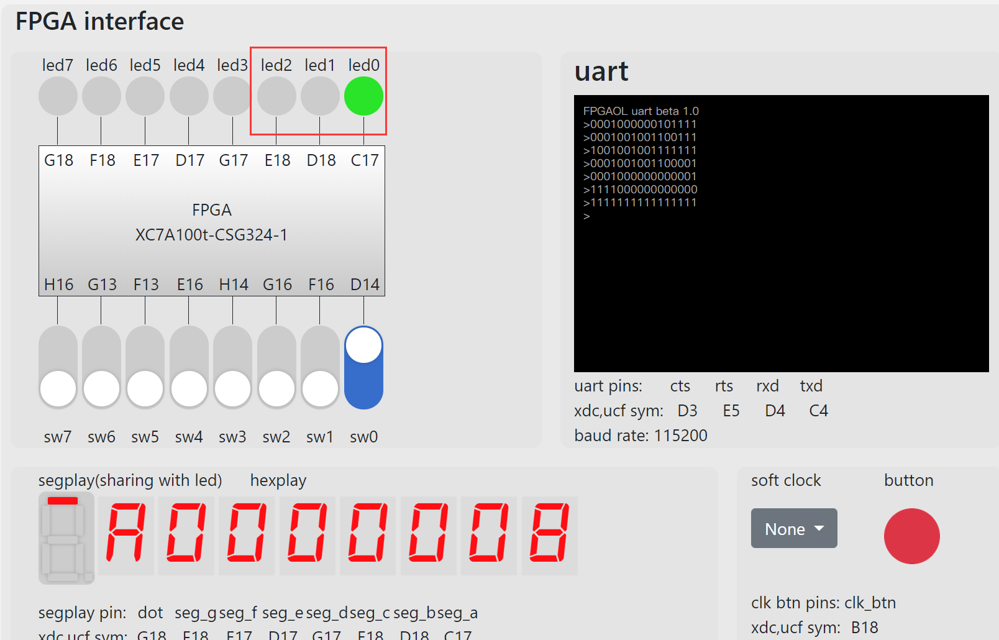 FPGA interface
led7 led6 led5 led4 led3 led2 led1 led0
G18 F18 E17 D17 G17 E18 D18 C17
FPGA
XC7A100t-CSG324-1
H16 G13 F13 E16 H14 G16 F16 D14
sw7 sw6 sw5 sw4 sw3 sw2 sw1 sw0
uart
FPGAOL uart beta 1.0
>0001000000101111
>0001001001100111
>1001001001111111
>0001001001100001
>0001000000000001
>1111000000000000
>1111111111111111
>
uart pins: cts rts rxd txd
xdc,ucf sym: D3 E5 D4 C4
baud rate: 115200
segplay(sharing with led) hexplay
A0000008
segplay pin: dot seg_g seg_f seg_e seg_d seg_c seg_b seg_a
xdc,ucf sym: G18 F18 E17 D17 G17 E18 D18 C17
soft clock button
None
clk btn pins: clk_btn
xdc,ucf sym: B18